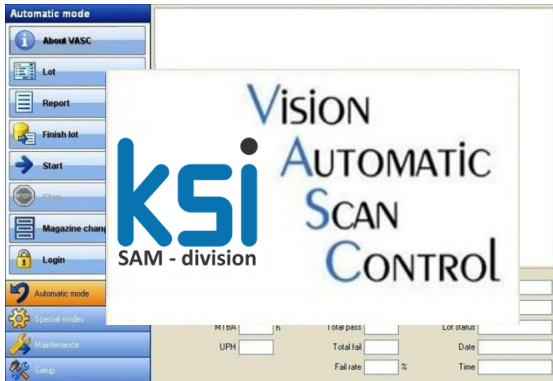 Automatic mode
About VASC
Lot
Report
Finish lot
Start
Stop
Magazine chang
Login
Automatic mode
Special modes
Maintenance
Setup
ksi
SAM - division
Vision
Automatic
Scan
Control
MTBA h Total pass Lot status
UPH Total fail Date
Fail rate % Time